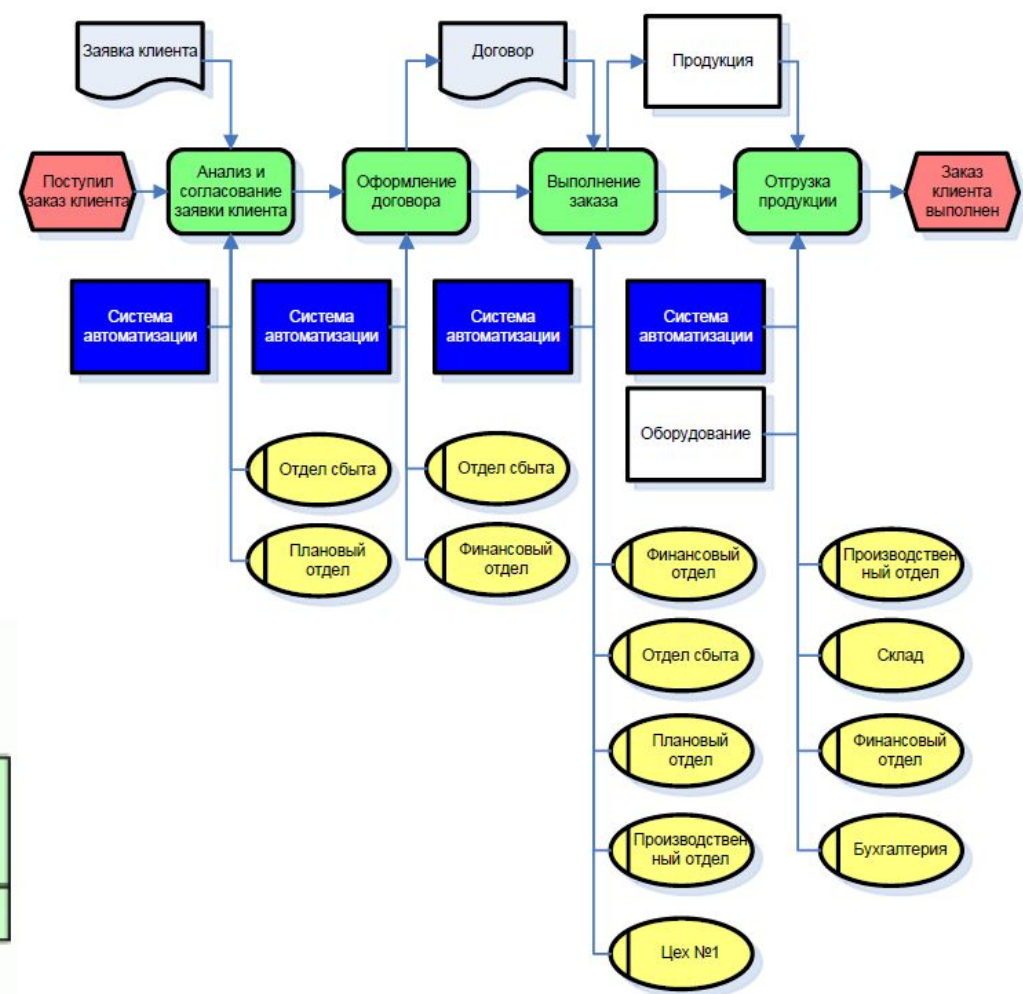 Заявка клиента
Договор
Продукция
Поступил
заказ клиента
Анализ и
согласование
заявки клиента
Оформление
договора
Выполнение
заказа
Отгрузка
продукции
Заказ
клиента
выполнен
Система
автоматизации
Система
автоматизации
Система
автоматизации
Система
автоматизации
Оборудование
Отдел сбыта
Отдел сбыта
Плановый
отдел
Финансовый
отдел
Финансовый
отдел
Производствен
ный отдел
Отдел сбыта
Склад
Плановый
отдел
Финансовый
отдел
Производствен
ный отдел
Бухгалтерия
Цех №1